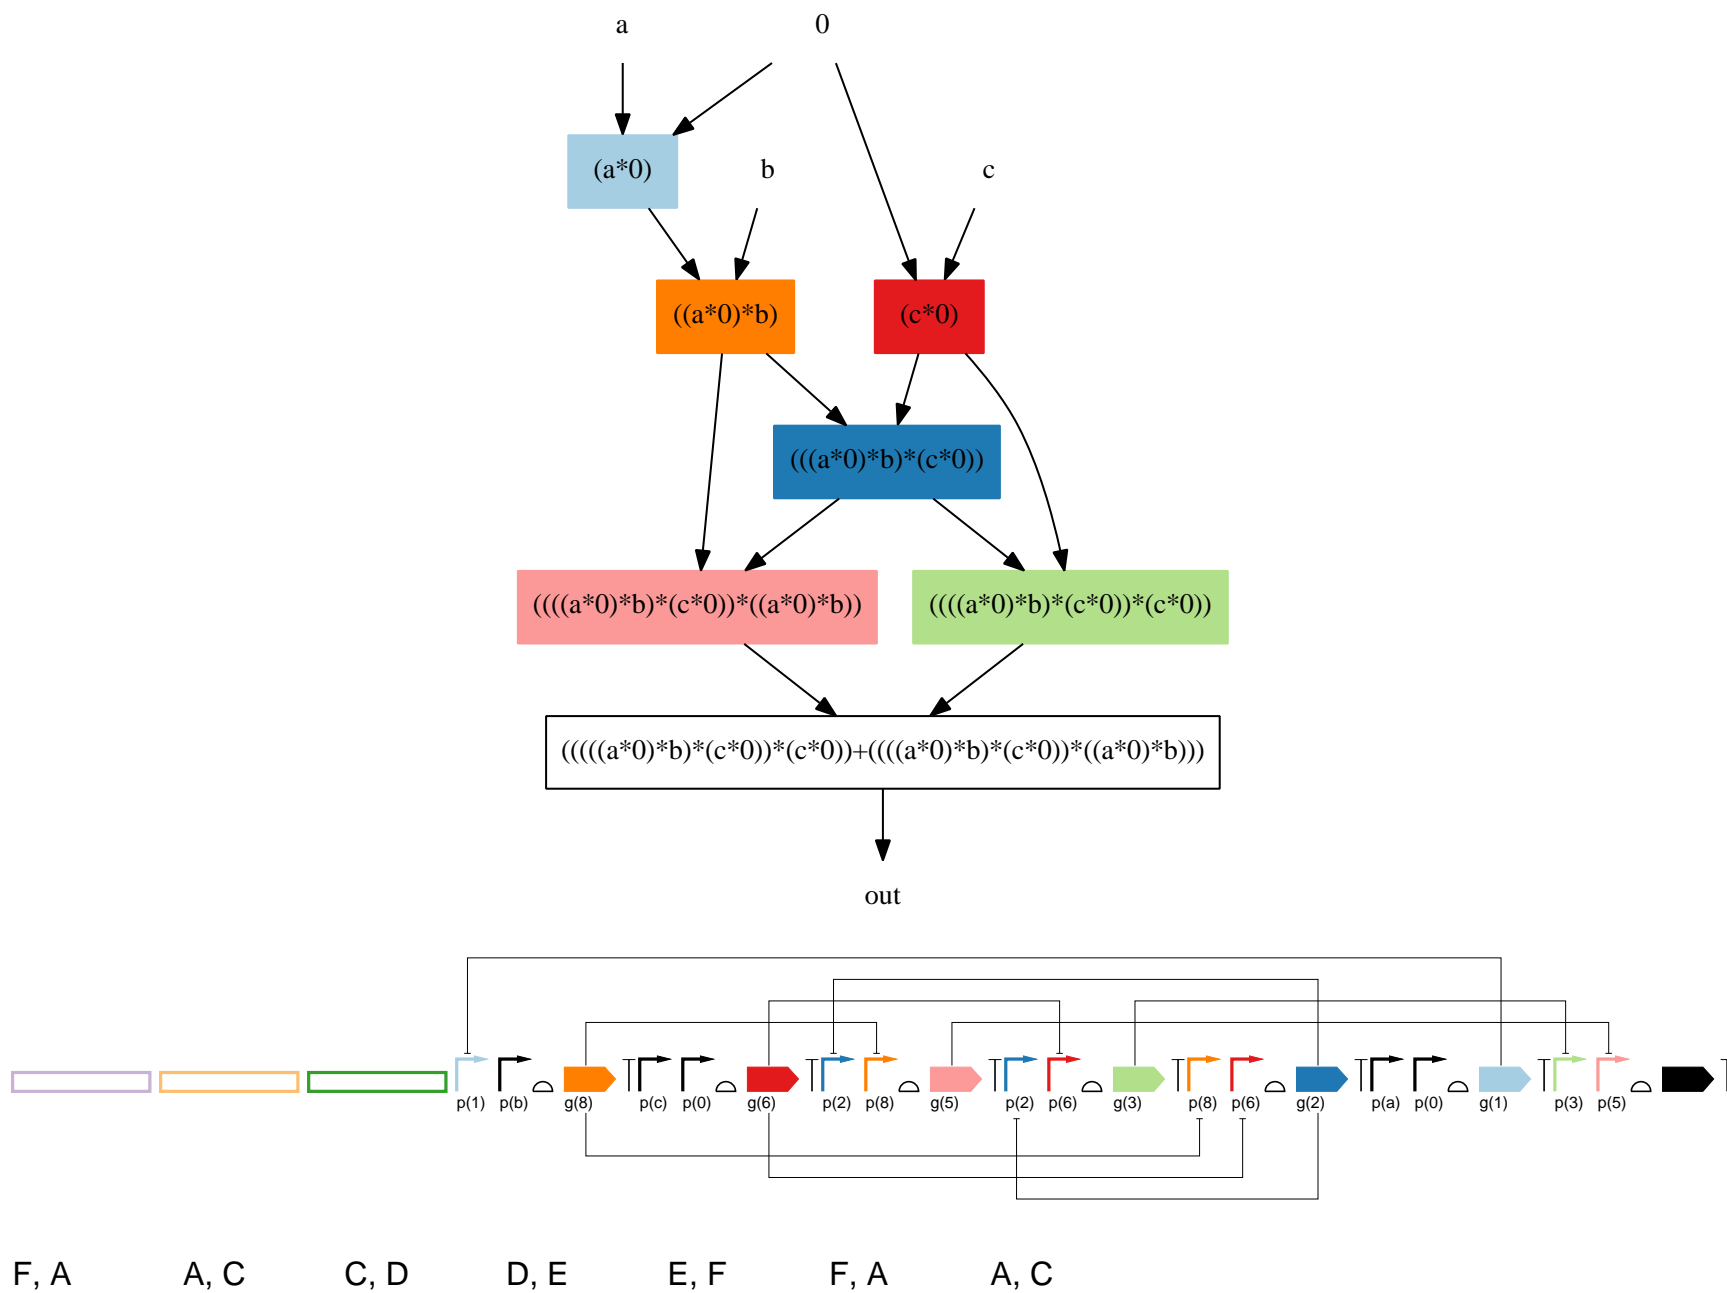 a 0
(a*0) b c
((a*0)*b) (c*0)
(((a*0)*b)*(c*0))
((((a*0)*b)*(c*0))*((a*0)*b)) ((((a*0)*b)*(c*0))*(c*0))
(((((a*0)*b)*(c*0))*(c*0))+((((a*0)*b)*(c*0))*((a*0)*b)))
out
p(1) p(b) g(8) p(c) p(0) g(6) p(2) p(8) g(5) p(2) p(6) g(3) p(8) p(6) g(2) p(a) p(0) g(1) p(3) p(5)
F, A A, C C, D D, E E, F F, A A, C